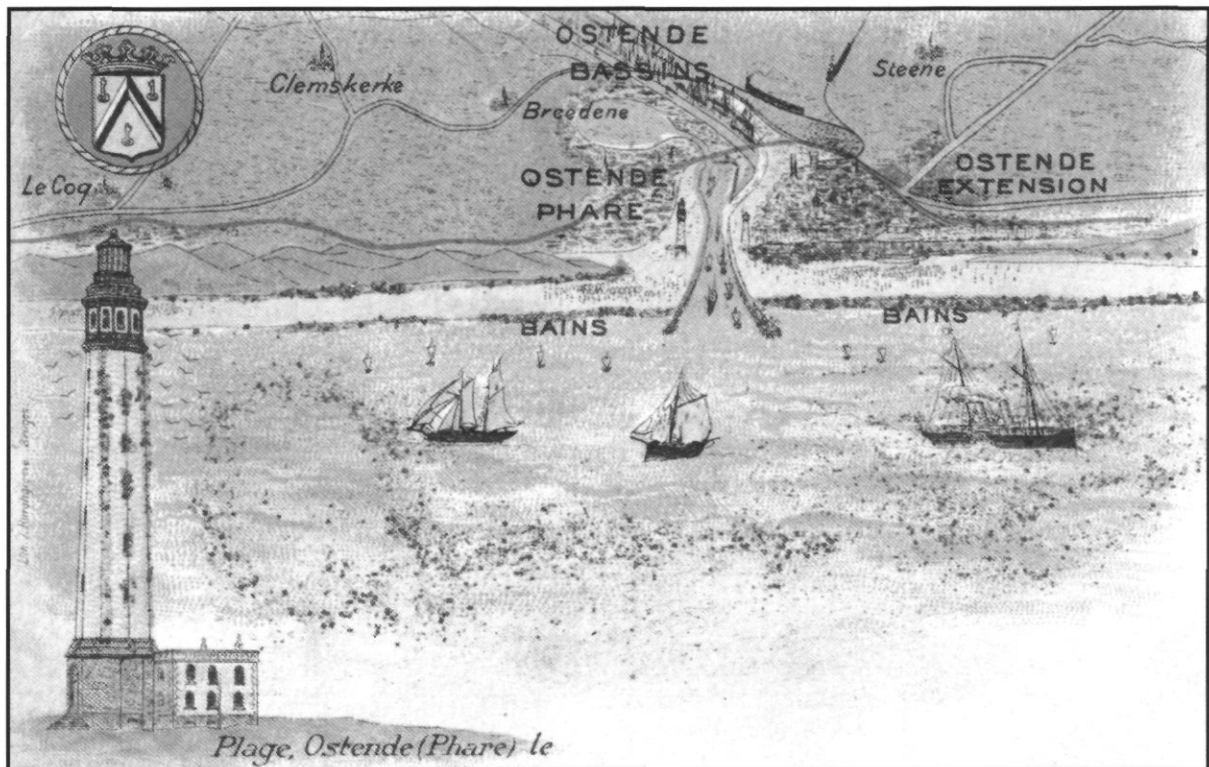 OSTENDE
BASSINS
Clemskerke
Steene
Breedene
Le Coq
OSTENDE
PHARE
OSTENDE
EXTENSION
BAINS
BAINS
Plage, Ostende (Phare) le